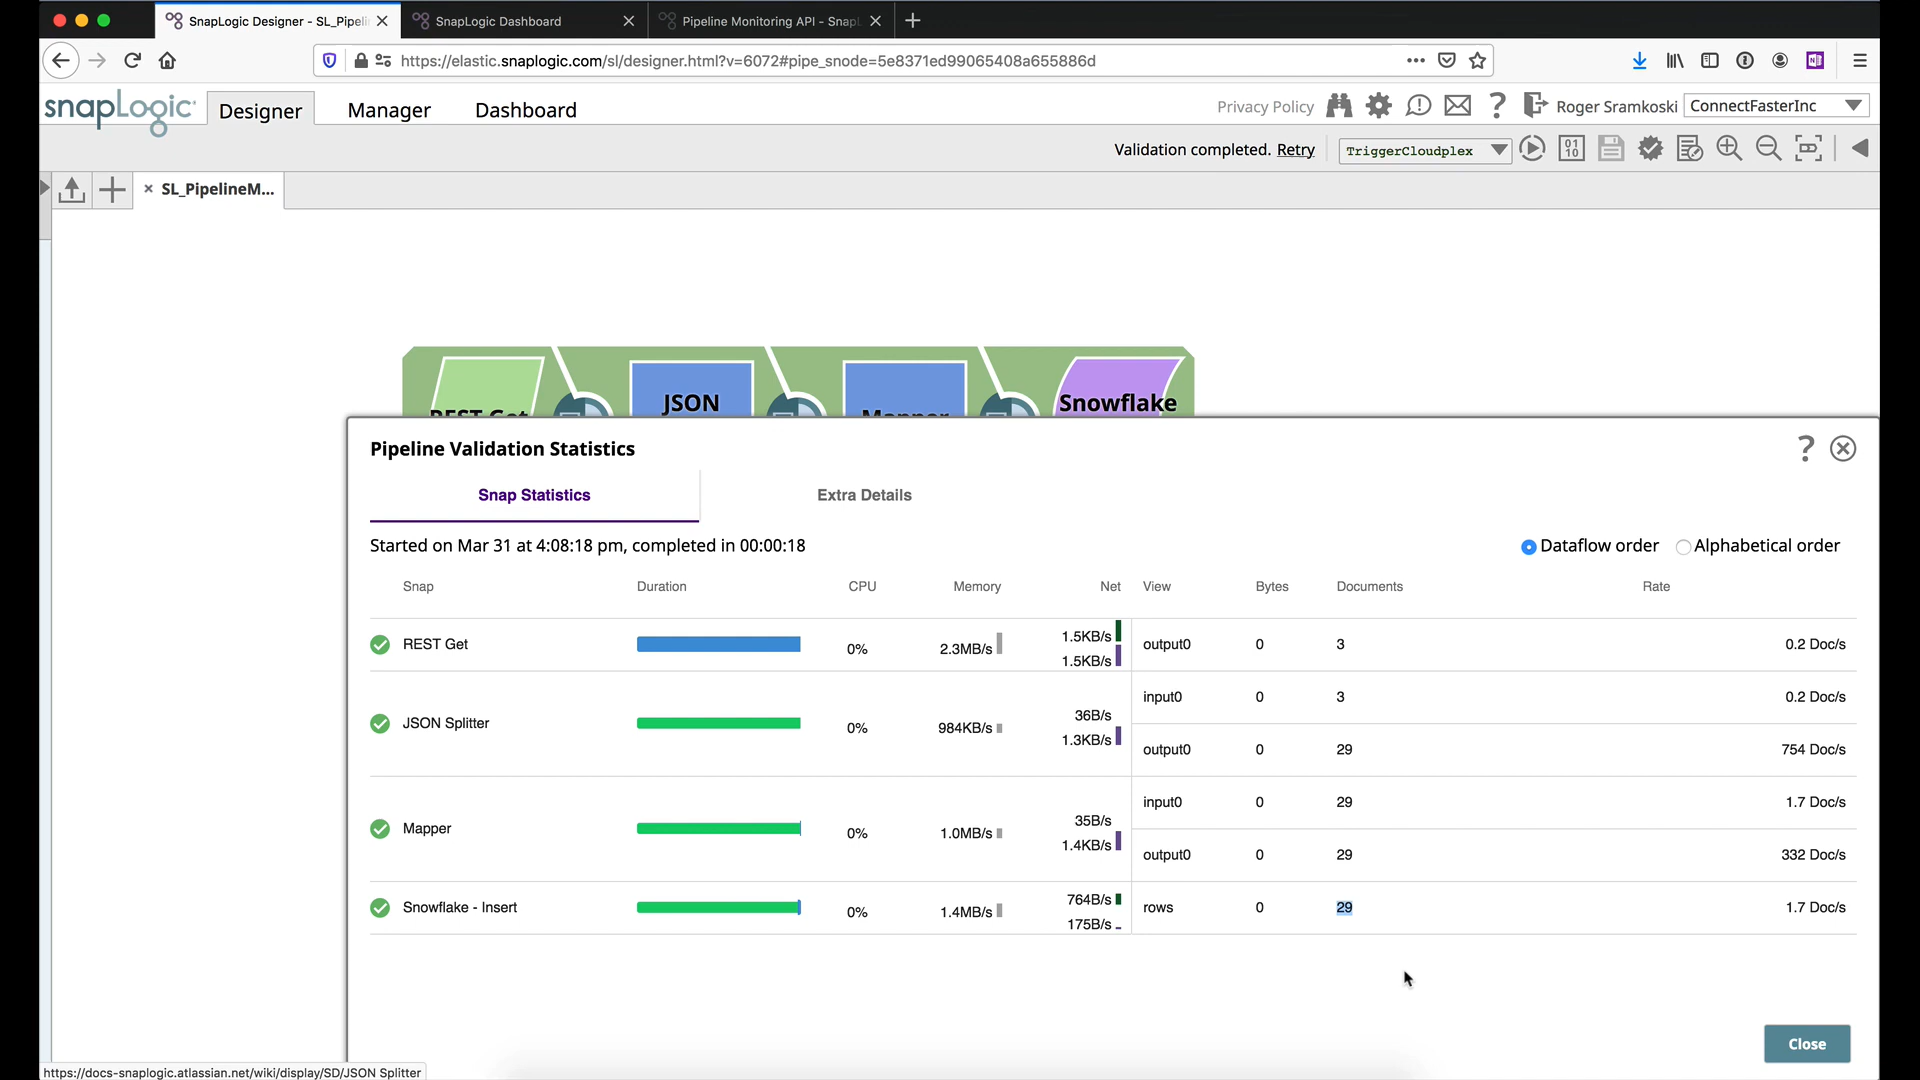 SnapLogic Designer - SL_Pipeli
SnapLogic Dashboard
Pipeline Monitoring API - Snap
https://elastic.snaplogic.com/sl/designer.html?v=6072#pipe_snode=5e8371ed99065408a655886d
snapLogic
Designer
Manager
Dashboard
Privacy Policy
Roger Sramkoski
ConnectFasterInc
Validation completed. Retry
TriggerCloudplex
SL_PipelineM...
REST Get
JSON
Mapper
Snowflake
Pipeline Validation Statistics
Snap Statistics
Extra Details
Started on Mar 31 at 4:08:18 pm, completed in 00:00:18
Dataflow order
Alphabetical order
Snap Duration CPU Memory Net View Bytes Documents Rate
REST Get 0% 2.3MB/s 1.5KB/s 1.5KB/s output0 0 3 0.2 Doc/s
input0 0 3 0.2 Doc/s
JSON Splitter 0% 984KB/s 36B/s 1.3KB/s
output0 0 29 754 Doc/s
input0 0 29 1.7 Doc/s
Mapper 0% 1.0MB/s 35B/s 1.4KB/s
output0 0 29 332 Doc/s
Snowflake - Insert 0% 1.4MB/s 764B/s 175B/s rows 0 29 1.7 Doc/s
Close
https://docs-snaplogic.atlassian.net/wiki/display/SD/JSON Splitter